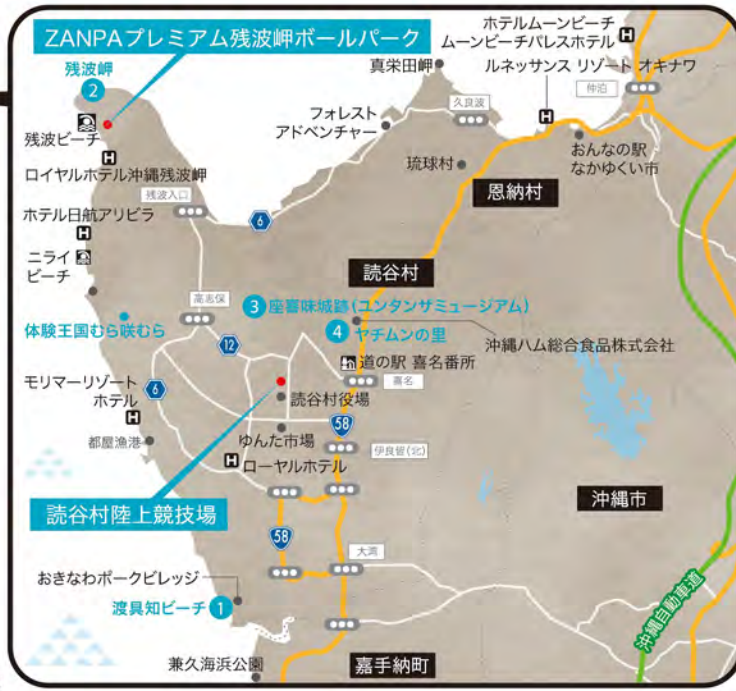 ZANPAプレミアム残波岬ボールパーク
残波岬
2
残波ビーチ
H
ロイヤルホテル沖縄残波岬
残波入口
ホテル日航アリビラ
H
ニライ
ビーチ
体験王国むら咲むら
高志保
6
12
6
モリマーリゾート
ホテル
H
都屋漁港
真栄田岬
フォレスト
アドベンチャー
久良波
琉球村
ホテルムーンビーチ
ムーンビーチパレスホテル
H
ルネッサンス リゾート オキナワ
H
仲泊
おんなの駅
なかゆくい市
恩納村
読谷村
3 座喜味城跡(ユンタンザミュージアム)
4 ヤチムンの里
沖縄ハム総合食品株式会社
道の駅 喜名番所
喜名
読谷村役場
58
ゆんた市場
伊良皆(北)
H
ローヤルホテル
読谷村陸上競技場
58
大湾
沖縄市
おきなわポークビレッジ
渡具知ビーチ 1
沖縄自動車道
兼久海浜公園
嘉手納町